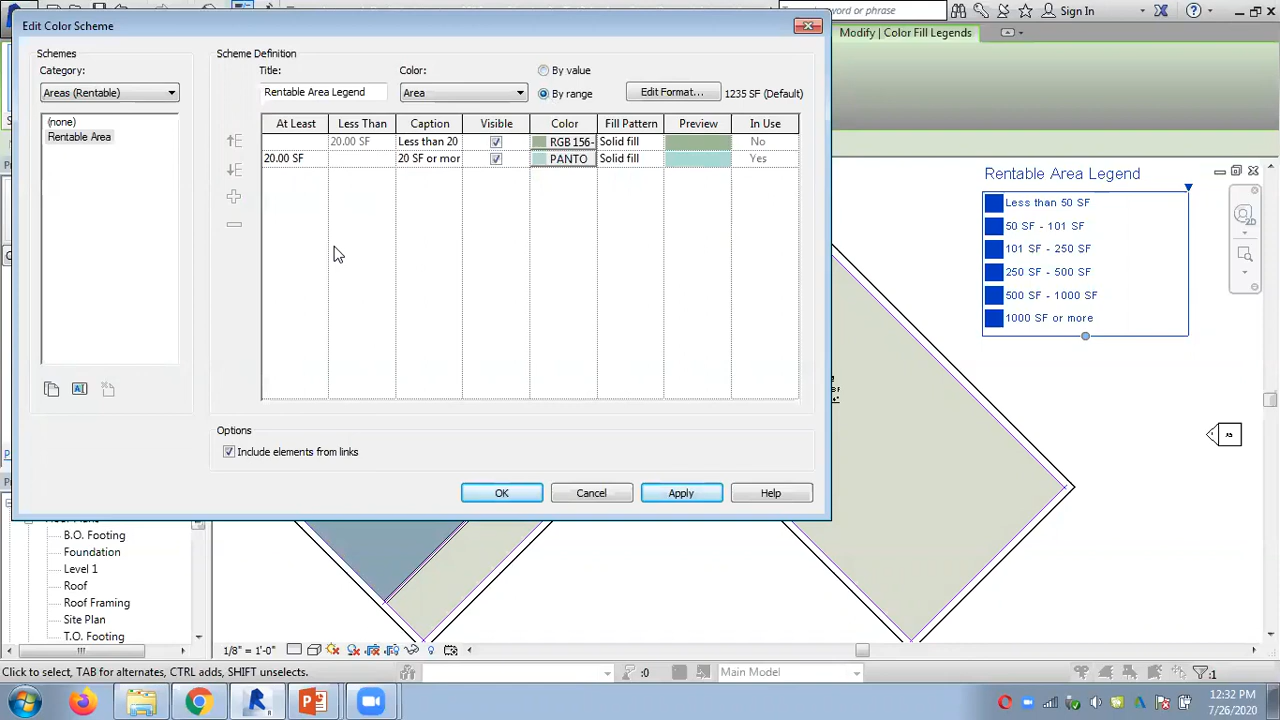 Edit Color Scheme
or phrase
Sign In
Modify | Color Fill Legends
Schemes
Category:
Areas (Rentable)
(none)
Rentable Area
Scheme Definition
Title:
Rentable Area Legend
Color:
Area
By value
By range
Edit Format...
1235 SF (Default)
At Least
Less Than
Caption
Visible
Color
Fill Pattern
Preview
In Use
20.00 SF
Less than 20
RGB 156-
Solid fill
No
20.00 SF
20 SF or mor
PANTO
Solid fill
Yes
Options
Include elements from links
OK
Cancel
Apply
Help
Rentable Area Legend
Less than 50 SF
50 SF - 101 SF
101 SF - 250 SF
250 SF - 500 SF
500 SF - 1000 SF
1000 SF or more
B.O. Footing
Foundation
Level 1
Roof
Roof Framing
Site Plan
T.O. Footing
1/8" = 1'-0"
Click to select, TAB for alternates, CTRL adds, SHIFT unselects.
:0
Main Model
:1
12:32 PM
7/26/2020